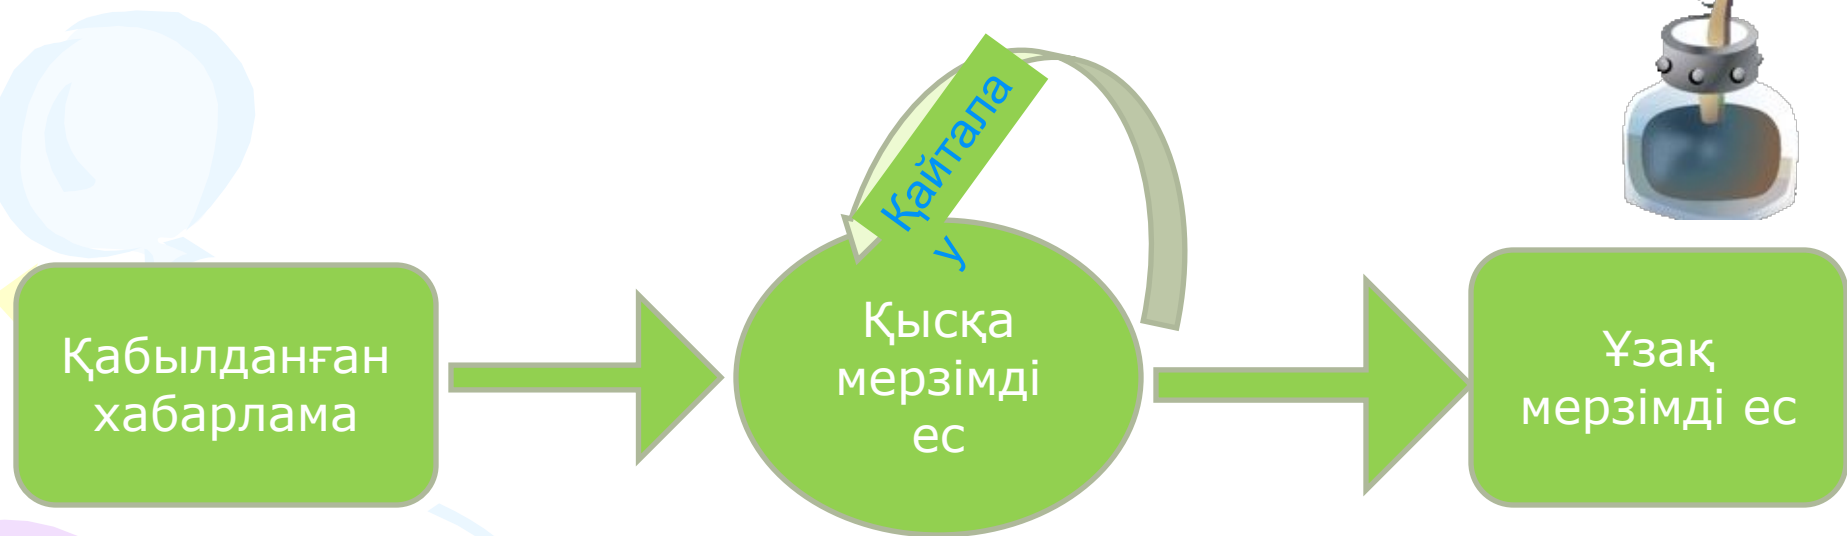 Қабылданған
хабарлама
Қайтала
у
Қысқа
мерзімді
ес
Ұзақ
мерзімді ес